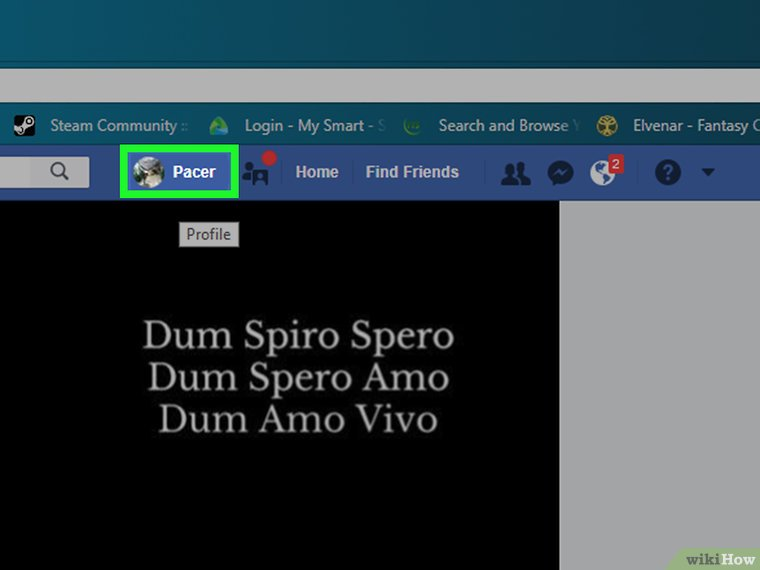 Steam Community ::
Login - My Smart - S
Search and Browse Y
Elvenar - Fantasy C
Pacer
Home
Find Friends
2
?
Profile
Dum Spiro Spero
Dum Spero Amo
Dum Amo Vivo
wikiHow